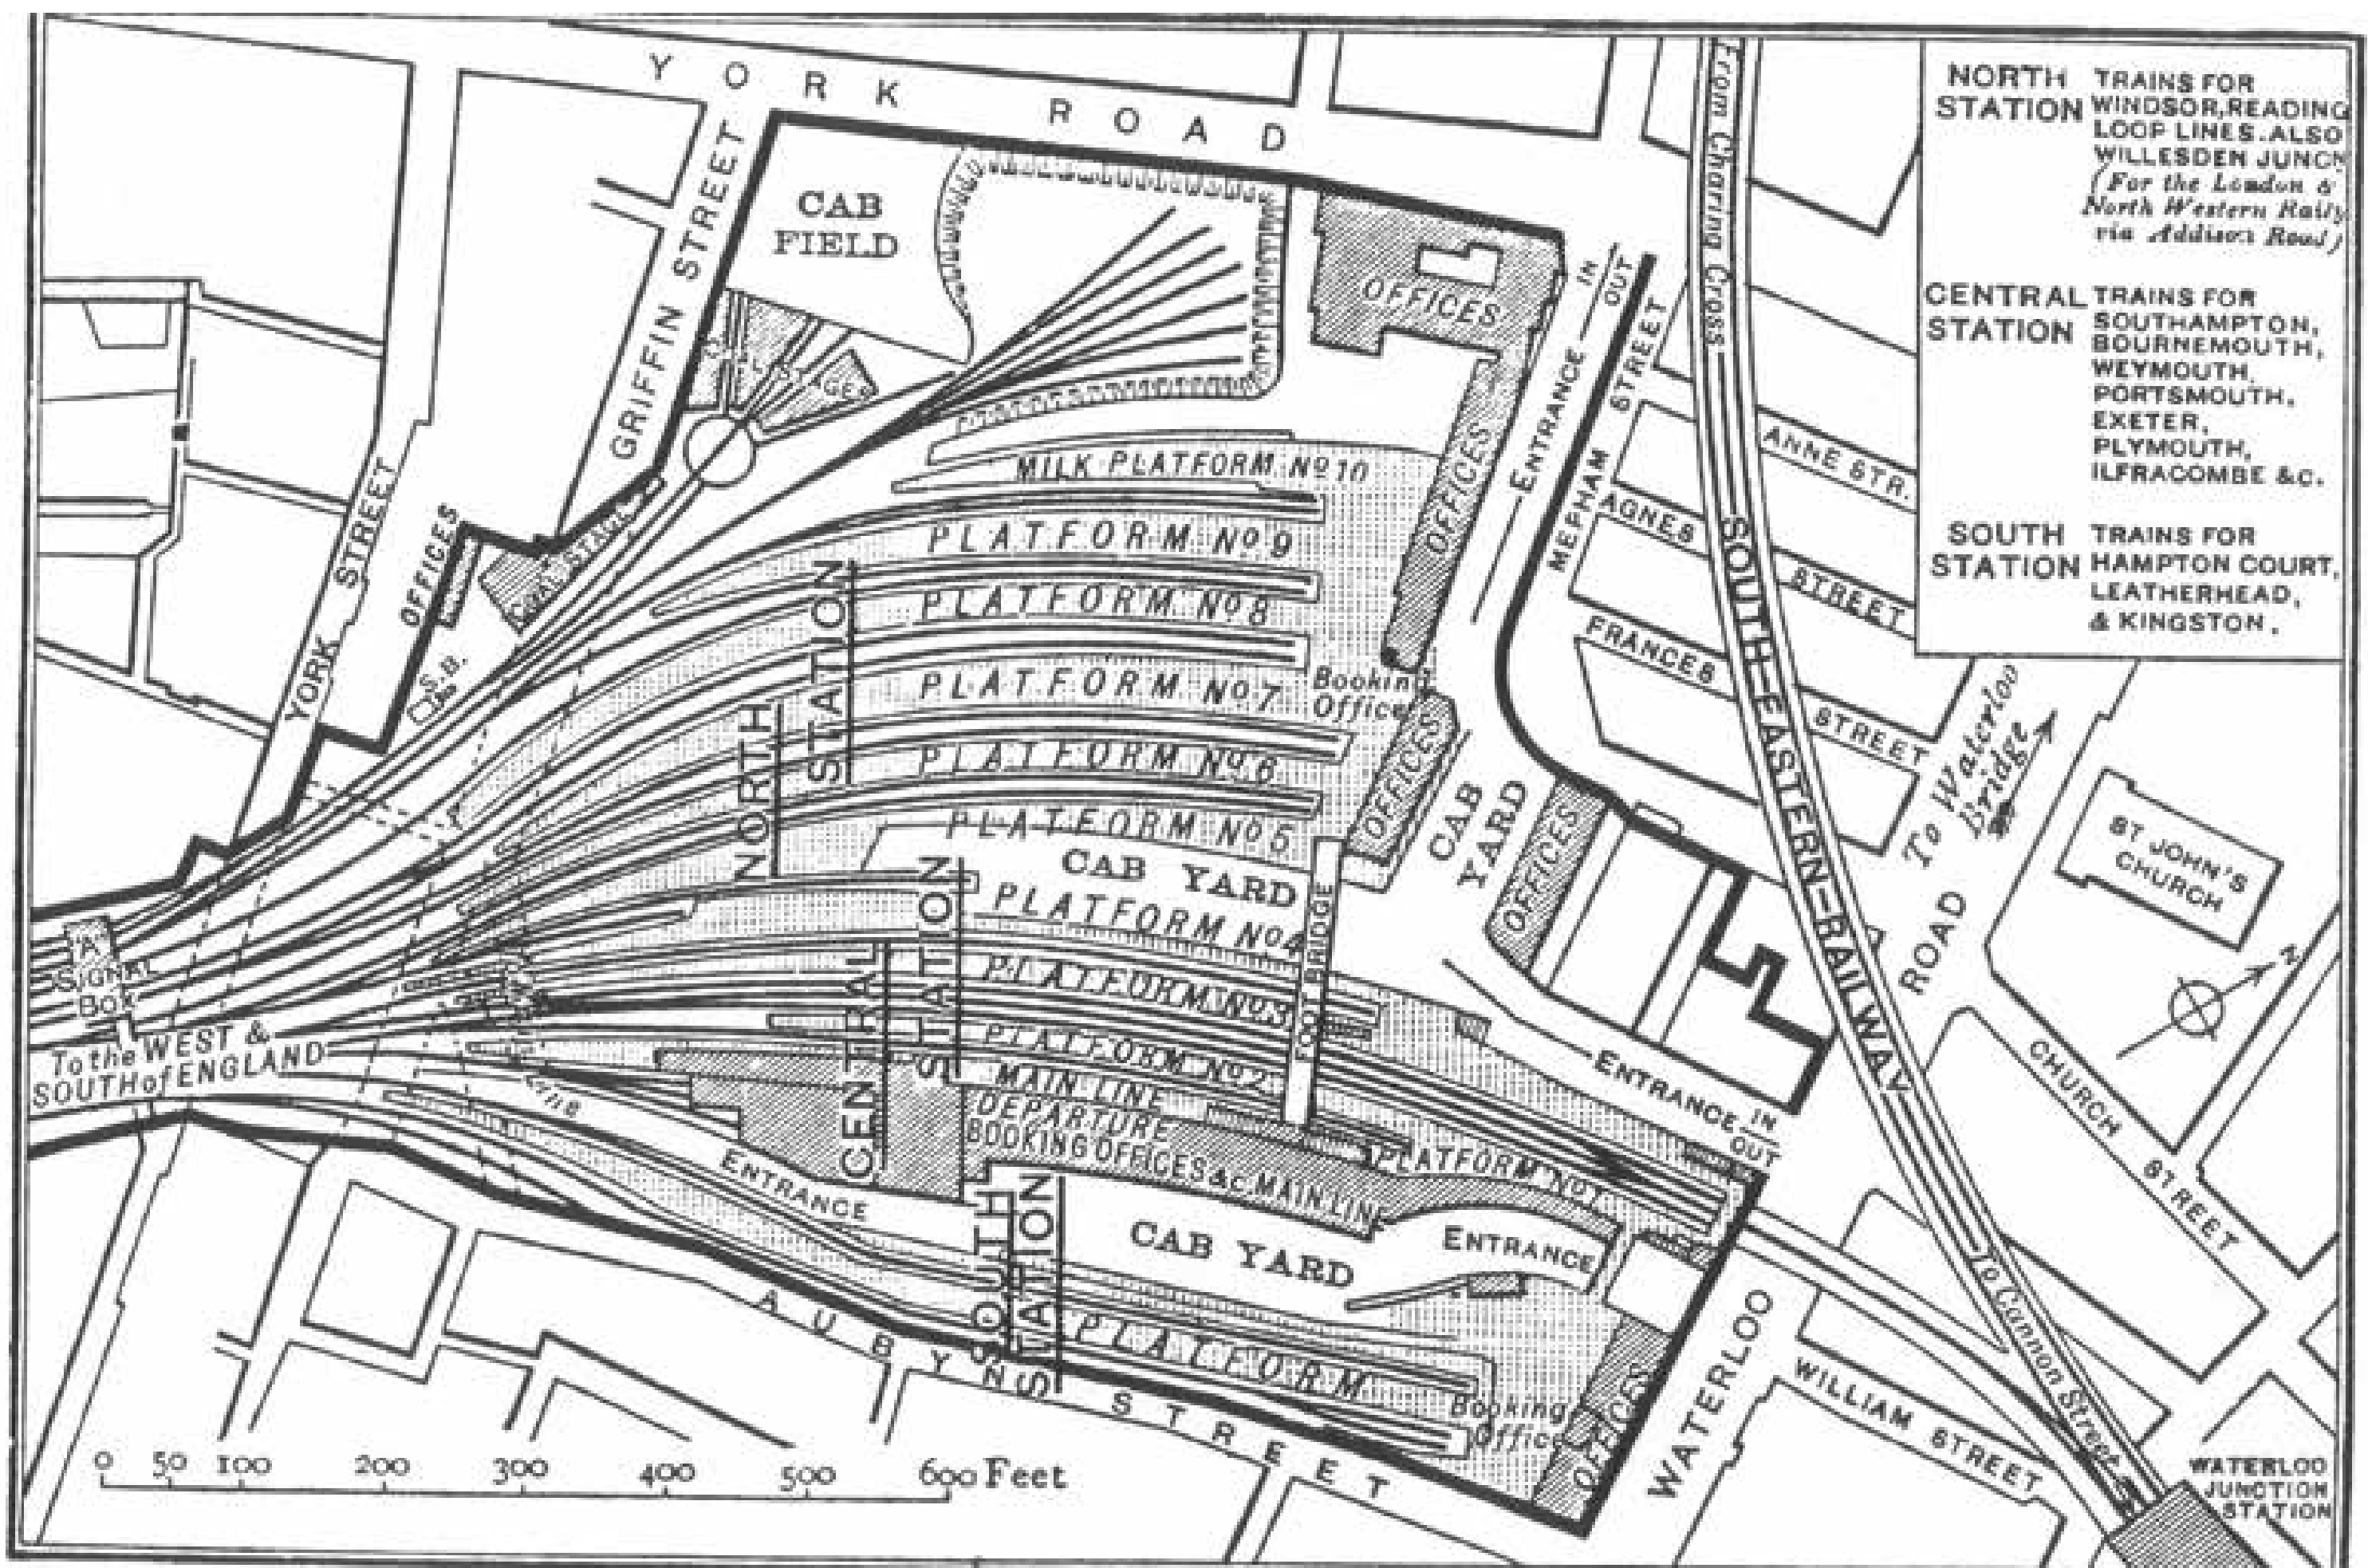 YORK ROAD
From Charing Cross
NORTH STATION
TRAINS FOR
WINDSOR, READING
LOOP LINES. ALSO
WILLESDEN JUNCN
(For the London &
North Western Raily
via Addison Road)
CENTRAL STATION
TRAINS FOR
SOUTHAMPTON,
BOURNEMOUTH,
WEYMOUTH,
PORTSMOUTH,
EXETER,
PLYMOUTH,
ILFRACOMBE &C.
SOUTH STATION
TRAINS FOR
HAMPTON COURT,
LEATHERHEAD,
& KINGSTON.
CAB
FIELD
GRIFFIN STREET
OFFICES
IN
OUT
ENTRANCE
MEPHAM STREET
ANNE STR.
AGNES STREET
FRANCES STREET
SOUTH-EASTERN-RAILWAY
OFFICES
YORK STREET
OFFICES
COAL STAGE
S.B.
MILK PLATFORM No 10
PLATFORM No 9
PLATFORM No 8
PLATFORM No 7
PLATFORM No 6
PLATFORM No 5
NORTH
STATION
Booking
Office
OFFICES
CAB
YARD
OFFICES
To Waterloo
Bridge
ST JOHN'S
CHURCH
N
CAB YARD
PLATFORM No 4
PLATFORM No 3
PLATFORM No 2
FOOT BRIDGE
CENTRAL
STATION
"A"
SIGNAL
BOX
To the WEST &
SOUTH of ENGLAND
MAIN LINE
DEPARTURE
BOOKING OFFICES &c. MAIN LINE
PLATFORM No 1
ENTRANCE
IN
OUT
ENTRANCE
CAB YARD
ENTRANCE
SOUTH
STATION
PLATFORM
Booking
Office
OFFICES
WATERLOO ROAD
CHURCH STREET
WILLIAM STREET
To Cannon Street
WATERLOO
JUNCTION
STATION
AUBYN STREET
0 50 100 200 300 400 500 600 Feet